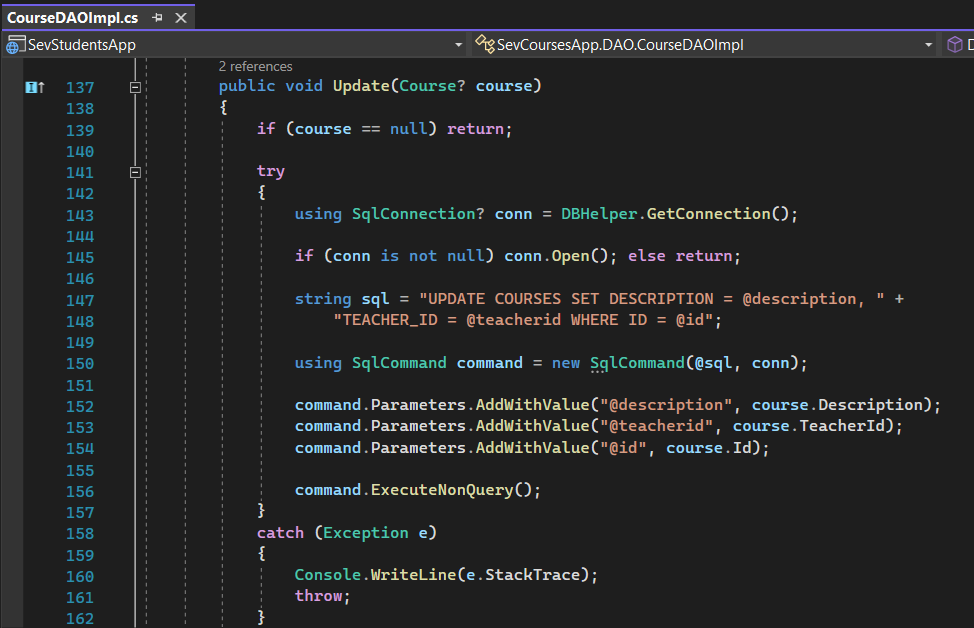 CourseDAOImpl.cs
SevStudentsApp SevCoursesApp.DAO.CourseDAOImpl D
2 references
137 public void Update(Course? course)
138 {
139 if (course == null) return;
140
141 try
142 {
143 using SqlConnection? conn = DBHelper.GetConnection();
144
145 if (conn is not null) conn.Open(); else return;
146
147 string sql = "UPDATE COURSES SET DESCRIPTION = @description, " +
148 "TEACHER_ID = @teacherid WHERE ID = @id";
149
150 using SqlCommand command = new SqlCommand(@sql, conn);
151
152 command.Parameters.AddWithValue("@description", course.Description);
153 command.Parameters.AddWithValue("@teacherid", course.TeacherId);
154 command.Parameters.AddWithValue("@id", course.Id);
155
156 command.ExecuteNonQuery();
157 }
158 catch (Exception e)
159 {
160 Console.WriteLine(e.StackTrace);
161 throw;
162 }